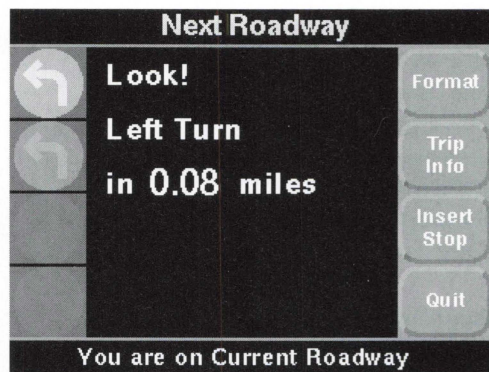 Next Roadway
Look!
Left Turn
in 0.08 miles
Format
Trip
Info
Insert
Stop
Quit
You are on Current Roadway